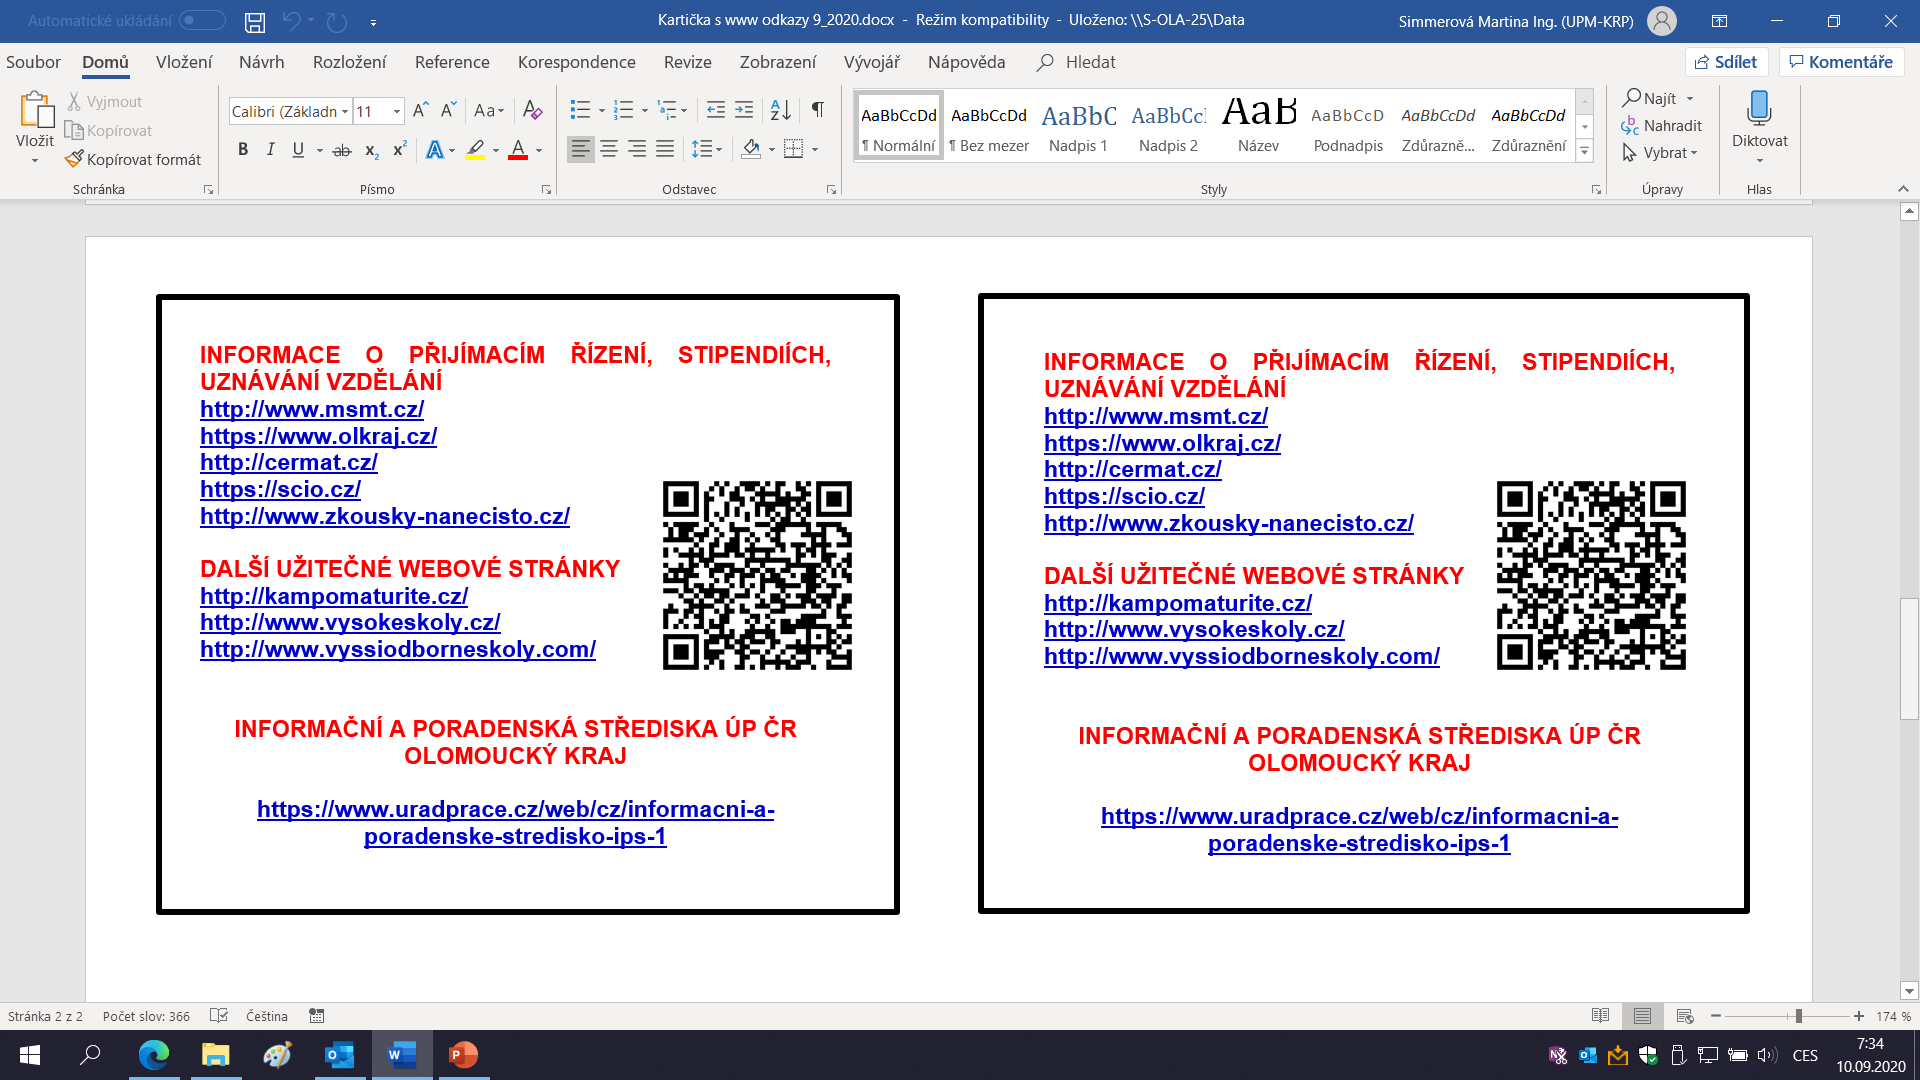 Automatické ukládání
Kartička s www odkazy 9_2020.docx - Režim kompatibility - Uloženo: \\S-OLA-25\Data
Simmerová Martina Ing. (UPM-KRP)
Soubor Domů Vložení Návrh Rozložení Reference Korespondence Revize Zobrazení Vývojář Nápověda Hledat
Sdílet Komentáře
Vložit
Vyjmout
Kopírovat
Kopírovat formát
Schránka
Calibri (Základn 11
Písmo
Odstavec
AaBbCcDd AaBbCcDd AaBbC AaBbCc AaB AaBbCcD AaBbCcDd AaBbCcDd
¶ Normální ¶ Bez mezer Nadpis 1 Nadpis 2 Název Podnadpis Zdůrazně... Zdůraznění
Styly
Najít
Nahradit
Vybrat
Úpravy
Diktovat
Hlas
INFORMACE O PŘIJÍMACÍM ŘÍZENÍ, STIPENDIÍCH,
UZNÁVÁNÍ VZDĚLÁNÍ
http://www.msmt.cz/
https://www.olkraj.cz/
http://cermat.cz/
https://scio.cz/
http://www.zkousky-nanecisto.cz/
DALŠÍ UŽITEČNÉ WEBOVÉ STRÁNKY
http://kampomaturite.cz/
http://www.vysokeskoly.cz/
http://www.vyssiodborneskoly.com/
INFORMAČNÍ A PORADENSKÁ STŘEDISKA ÚP ČR
OLOMOUCKÝ KRAJ
https://www.uradprace.cz/web/cz/informacni-a-
poradenske-stredisko-ips-1
INFORMACE O PŘIJÍMACÍM ŘÍZENÍ, STIPENDIÍCH,
UZNÁVÁNÍ VZDĚLÁNÍ
http://www.msmt.cz/
https://www.olkraj.cz/
http://cermat.cz/
https://scio.cz/
http://www.zkousky-nanecisto.cz/
DALŠÍ UŽITEČNÉ WEBOVÉ STRÁNKY
http://kampomaturite.cz/
http://www.vysokeskoly.cz/
http://www.vyssiodborneskoly.com/
INFORMAČNÍ A PORADENSKÁ STŘEDISKA ÚP ČR
OLOMOUCKÝ KRAJ
https://www.uradprace.cz/web/cz/informacni-a-
poradenske-stredisko-ips-1
Stránka 2 z 2 Počet slov: 366 Čeština
174 %
CES
7:34
10.09.2020